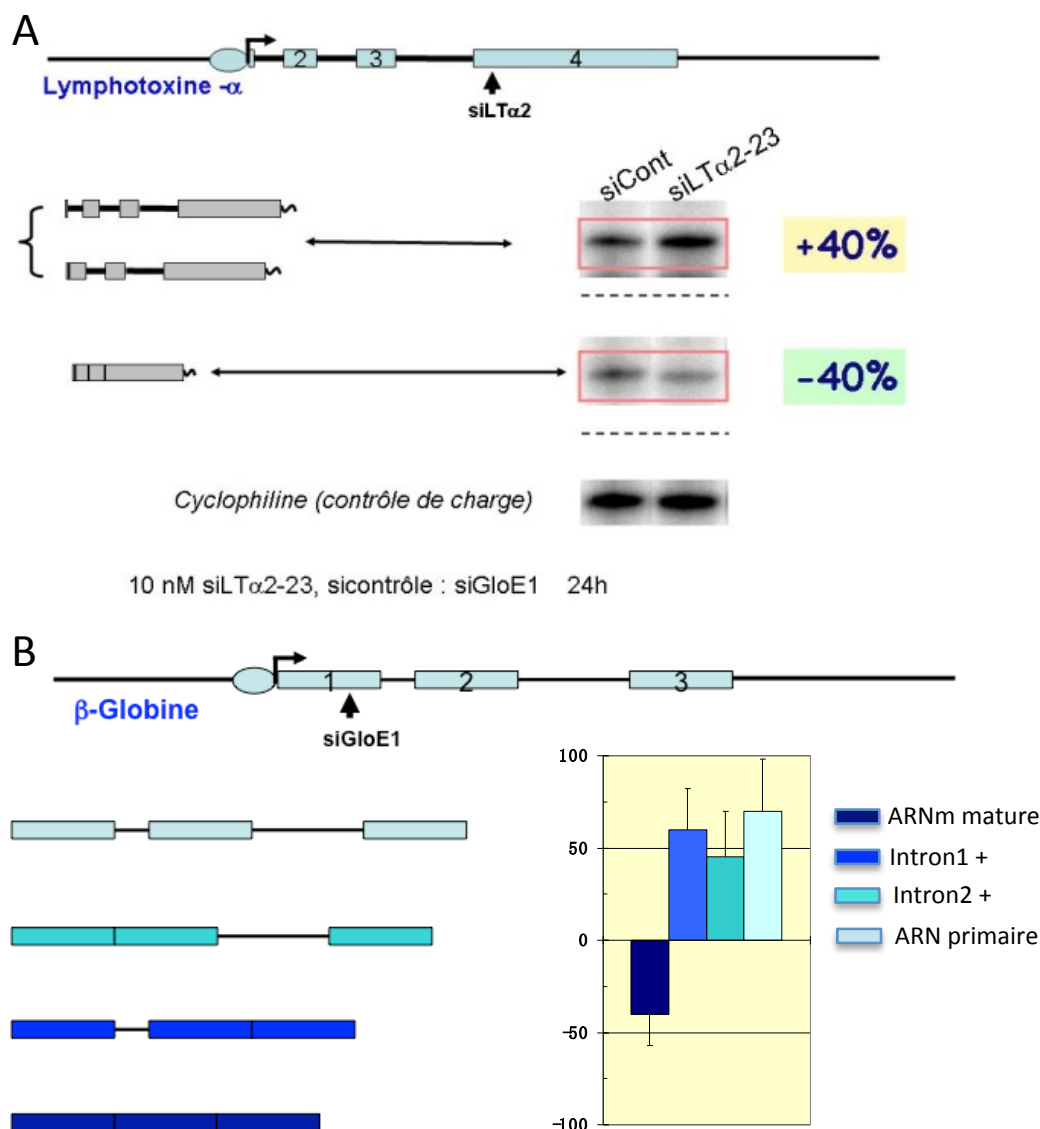 A
2 3 4
Lymphotoxine -α
siLTα2
siCont siLTα2-23
+40%
-40%
Cyclophiline (contrôle de charge)
10 nM siLTα2-23, sicontrôle : siGloE1 24h
B
1 2 3
β-Globine
siGloE1
100
50
0
-50
-100
ARNm mature
Intron1 +
Intron2 +
ARN primaire